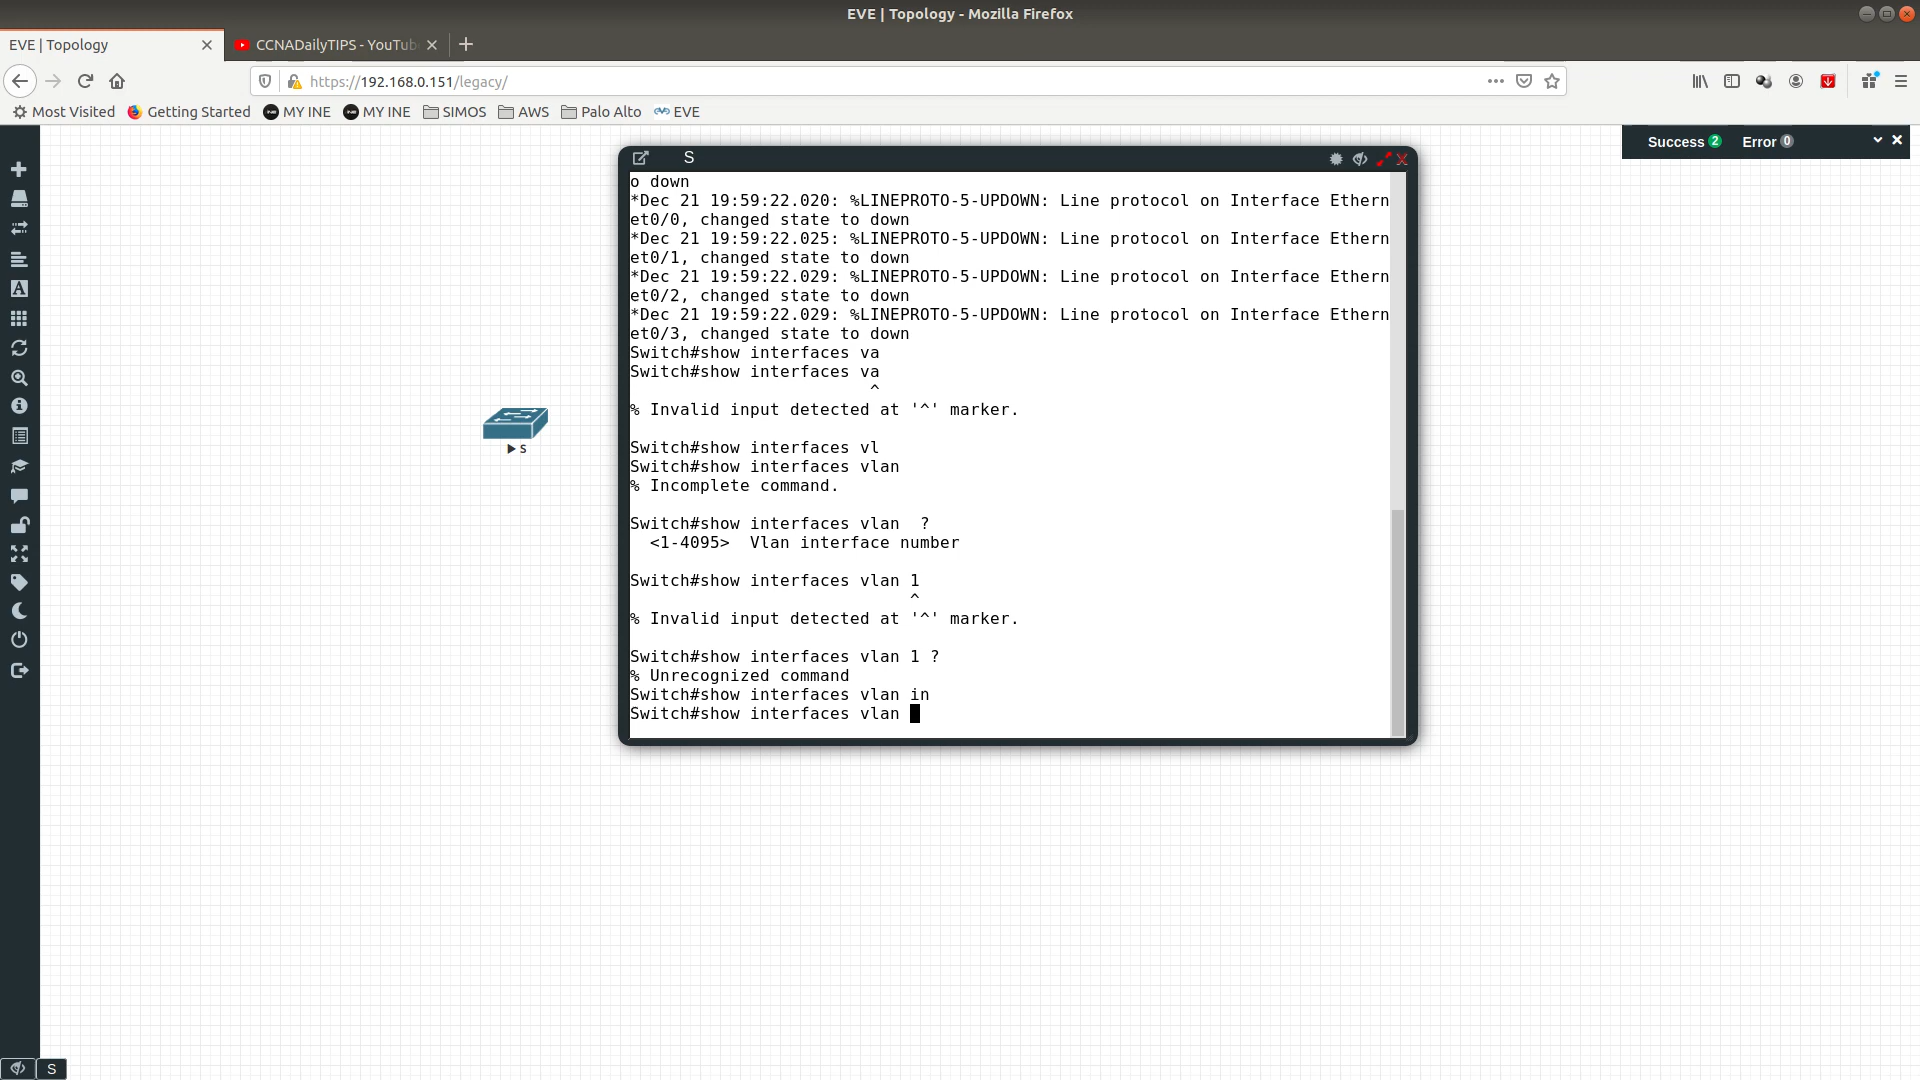 EVE | Topology - Mozilla Firefox
EVE | Topology
CCNADailyTIPS - YouTub
https://192.168.0.151/legacy/
Most Visited
Getting Started
MY INE
MY INE
SIMOS
AWS
Palo Alto
EVE
Success 2
Error 0
S
o down
*Dec 21 19:59:22.020: %LINEPROTO-5-UPDOWN: Line protocol on Interface Ethern
et0/0, changed state to down
*Dec 21 19:59:22.025: %LINEPROTO-5-UPDOWN: Line protocol on Interface Ethern
et0/1, changed state to down
*Dec 21 19:59:22.029: %LINEPROTO-5-UPDOWN: Line protocol on Interface Ethern
et0/2, changed state to down
*Dec 21 19:59:22.029: %LINEPROTO-5-UPDOWN: Line protocol on Interface Ethern
et0/3, changed state to down
Switch#show interfaces va
Switch#show interfaces va
^
% Invalid input detected at '^' marker.
Switch#show interfaces vl
Switch#show interfaces vlan
% Incomplete command.
Switch#show interfaces vlan  ?
<1-4095>  Vlan interface number
Switch#show interfaces vlan 1
^
% Invalid input detected at '^' marker.
Switch#show interfaces vlan 1 ?
% Unrecognized command
Switch#show interfaces vlan in
Switch#show interfaces vlan
S
S